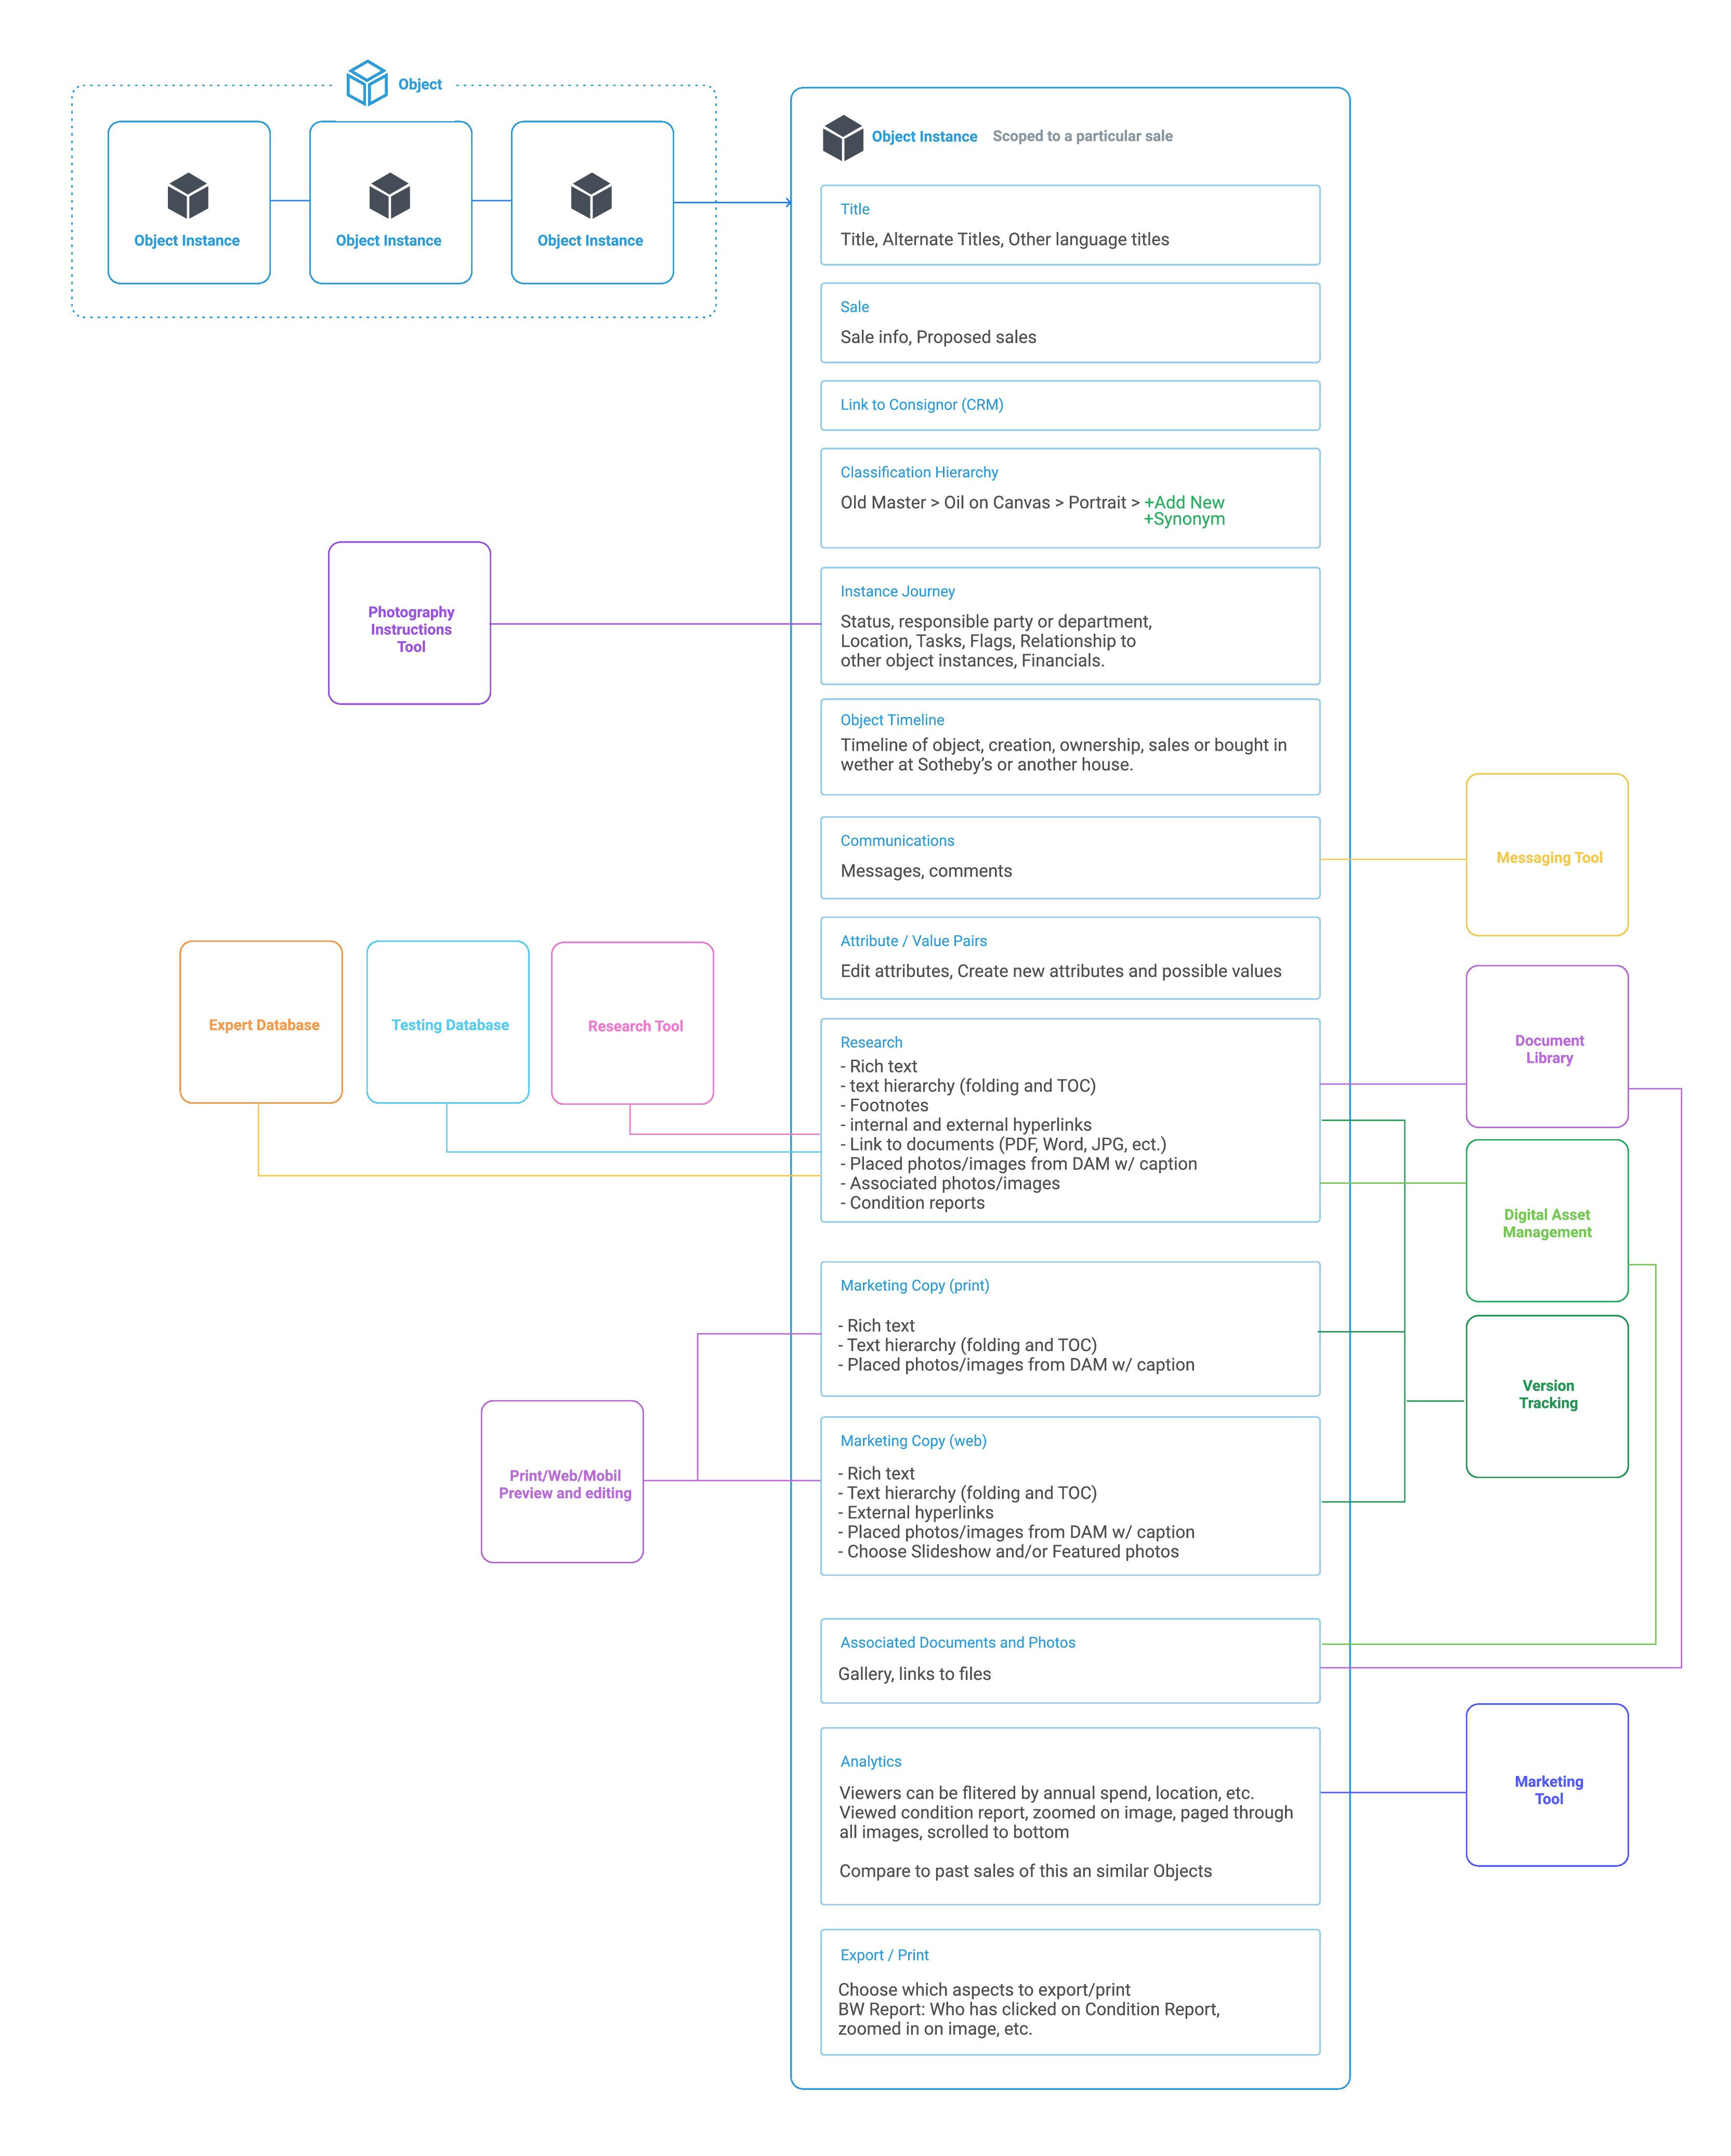 Object
Object Instance
Object Instance
Object Instance
Object Instance Scoped to a particular sale
Title
Title, Alternate Titles, Other language titles
Sale
Sale info, Proposed sales
Link to Consignor (CRM)
Classification Hierarchy
Old Master > Oil on Canvas > Portrait > +Add New
+Synonym
Photography
Instructions
Tool
Instance Journey
Status, responsible party or department,
Location, Tasks, Flags, Relationship to
other object instances, Financials.
Object Timeline
Timeline of object, creation, ownership, sales or bought in
wether at Sotheby’s or another house.
Communications
Messages, comments
Messaging Tool
Attribute / Value Pairs
Edit attributes, Create new attributes and possible values
Expert Database
Testing Database
Research Tool
Research
- Rich text
- text hierarchy (folding and TOC)
- Footnotes
- internal and external hyperlinks
- Link to documents (PDF, Word, JPG, ect.)
- Placed photos/images from DAM w/ caption
- Associated photos/images
- Condition reports
Document
Library
Digital Asset
Management
Marketing Copy (print)
- Rich text
- Text hierarchy (folding and TOC)
- Placed photos/images from DAM w/ caption
Version
Tracking
Print/Web/Mobil
Preview and editing
Marketing Copy (web)
- Rich text
- Text hierarchy (folding and TOC)
- External hyperlinks
- Placed photos/images from DAM w/ caption
- Choose Slideshow and/or Featured photos
Associated Documents and Photos
Gallery, links to files
Analytics
Viewers can be flitered by annual spend, location, etc.
Viewed condition report, zoomed on image, paged through
all images, scrolled to bottom
Compare to past sales of this an similar Objects
Marketing
Tool
Export / Print
Choose which aspects to export/print
BW Report: Who has clicked on Condition Report,
zoomed in on image, etc.